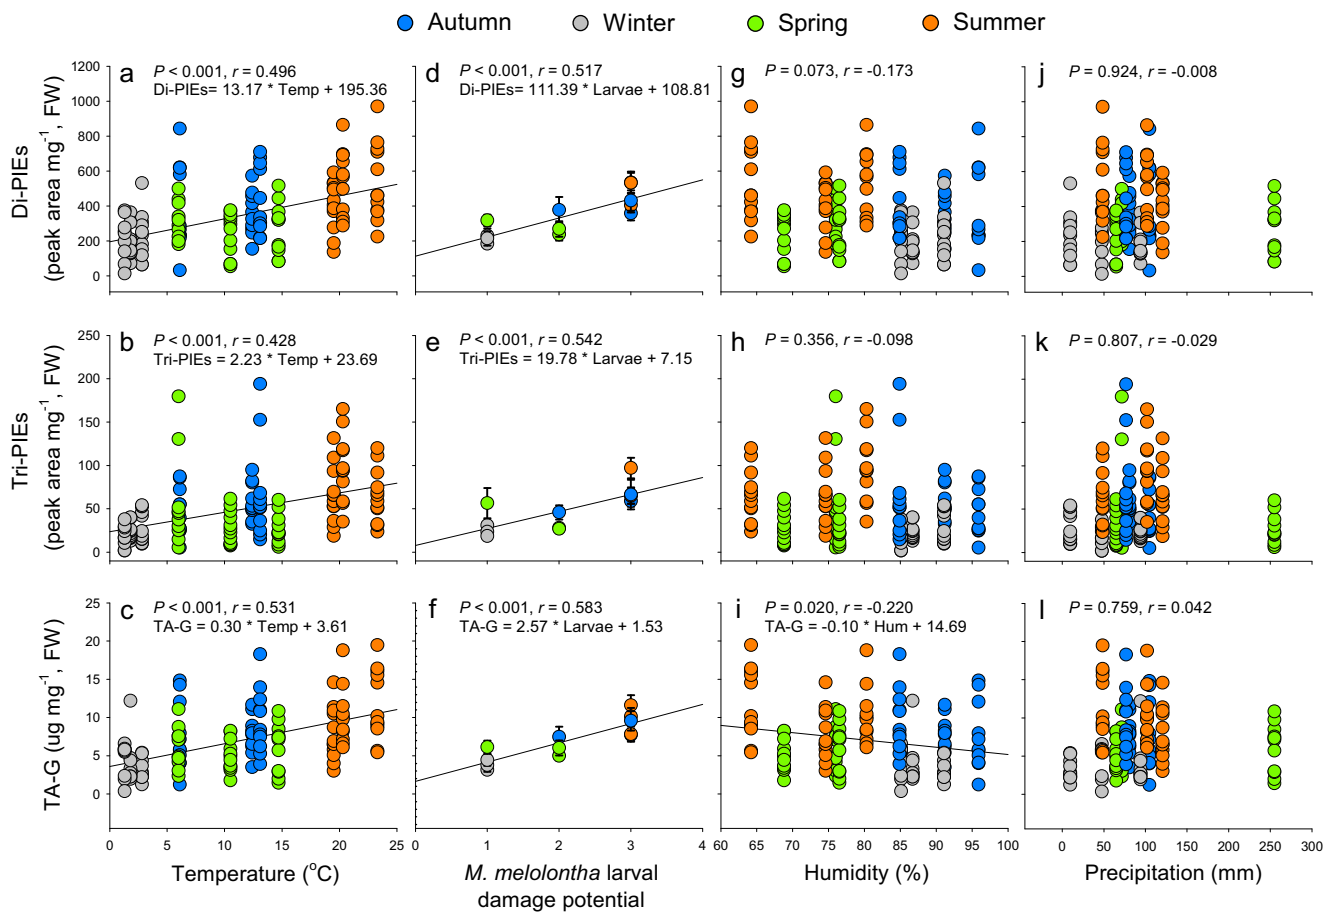 Autumn Winter Spring Summer
a
P < 0.001, r = 0.496
Di-PIEs= 13.17 * Temp + 195.36
d
P < 0.001, r = 0.517
Di-PIEs= 111.39 * Larvae + 108.81
g
P = 0.073, r = -0.173
j
P = 0.924, r = -0.008
Di-PIEs
(peak area mg⁻¹, FW)
1200
1000
800
600
400
200
0
b
P < 0.001, r = 0.428
Tri-PIEs = 2.23 * Temp + 23.69
e
P < 0.001, r = 0.542
Tri-PIEs = 19.78 * Larvae + 7.15
h
P = 0.356, r = -0.098
k
P = 0.807, r = -0.029
Tri-PIEs
(peak area mg⁻¹, FW)
250
200
150
100
50
0
c
P < 0.001, r = 0.531
TA-G = 0.30 * Temp + 3.61
f
P < 0.001, r = 0.583
TA-G = 2.57 * Larvae + 1.53
i
P = 0.020, r = -0.220
TA-G = -0.10 * Hum + 14.69
l
P = 0.759, r = 0.042
TA-G (ug mg⁻¹, FW)
25
20
15
10
5
0
0 5 10 15 20 25
0 1 2 3 4
60 65 70 75 80 85 90 95 100
0 50 100 150 200 250 300
Temperature (°C)
M. melolontha larval
damage potential
Humidity (%)
Precipitation (mm)